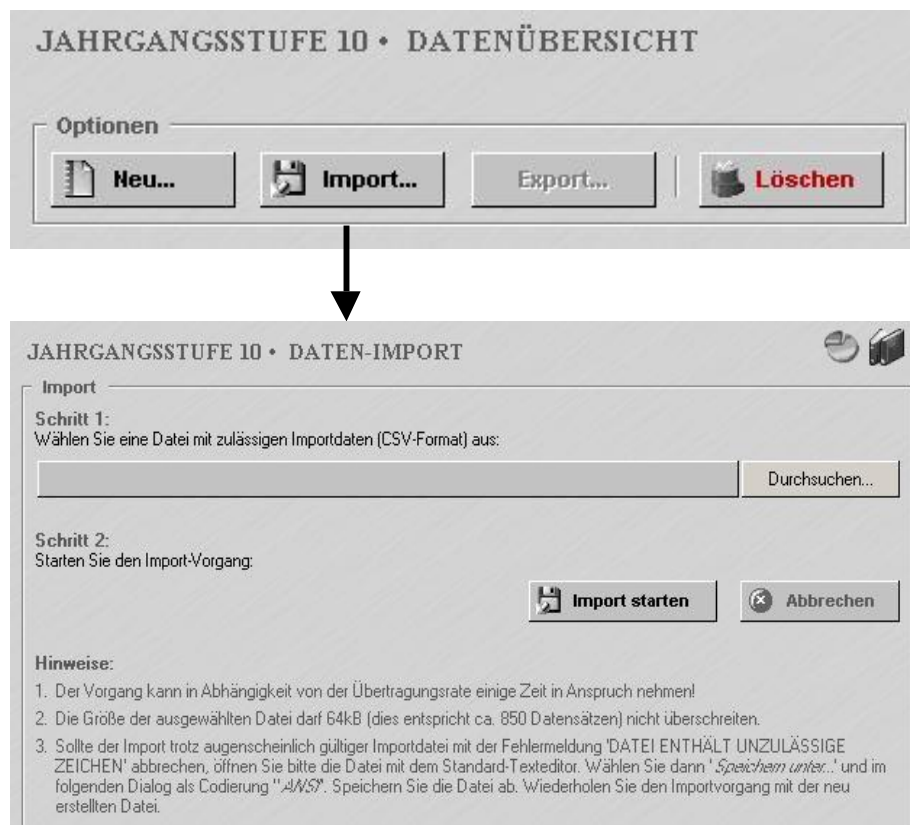 JAHRGANGSSTUFE 10 • DATENÜBERSICHT
Optionen
Neu... Import... Export... Löschen
JAHRGANGSSTUFE 10 • DATEN-IMPORT
Import
Schritt 1:
Wählen Sie eine Datei mit zulässigen Importdaten (CSV-Format) aus:
Durchsuchen...
Schritt 2:
Starten Sie den Import-Vorgang:
Import starten Abbrechen
Hinweise:
1. Der Vorgang kann in Abhängigkeit von der Übertragungsrate einige Zeit in Anspruch nehmen!
2. Die Größe der ausgewählten Datei darf 64kB (dies entspricht ca. 850 Datensätzen) nicht überschreiten.
3. Sollte der Import trotz augenscheinlich gültiger Importdatei mit der Fehlermeldung 'DATEI ENTHÄLT UNZULÄSSIGE
ZEICHEN' abbrechen, öffnen Sie bitte die Datei mit dem Standard-Texteditor. Wählen Sie dann 'Speichern unter...' und im
folgenden Dialog als Codierung "ANSI". Speichern Sie die Datei ab. Wiederholen Sie den Importvorgang mit der neu
erstellten Datei.